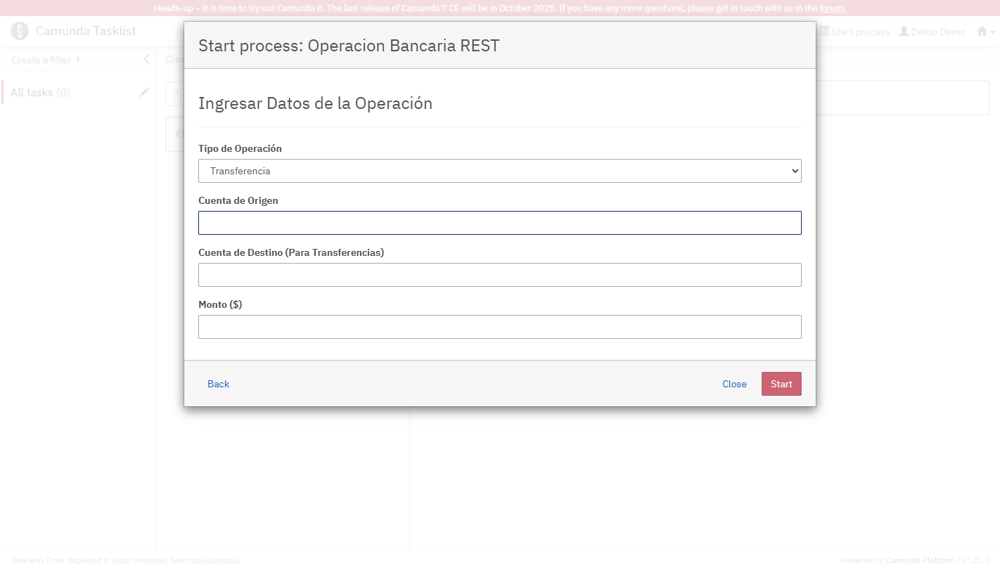 Heads-up – it is time to try out Camunda 8. The last release of Camunda 7 CE will be in October 2025. If you have any more questions, please get in touch with us in the forum.
Camunda Tasklist
Start process
Demo Demo
Create a filter +
Crea
All tasks (0)
Start process: Operacion Bancaria REST
Ingresar Datos de la Operación
Tipo de Operación
Transferencia
Cuenta de Origen
Cuenta de Destino (Para Transferencias)
Monto ($)
Back
Close
Start
Date and Time displayed in local timezone: America/Guayaquil
Powered by Camunda Platform / v7.21.0